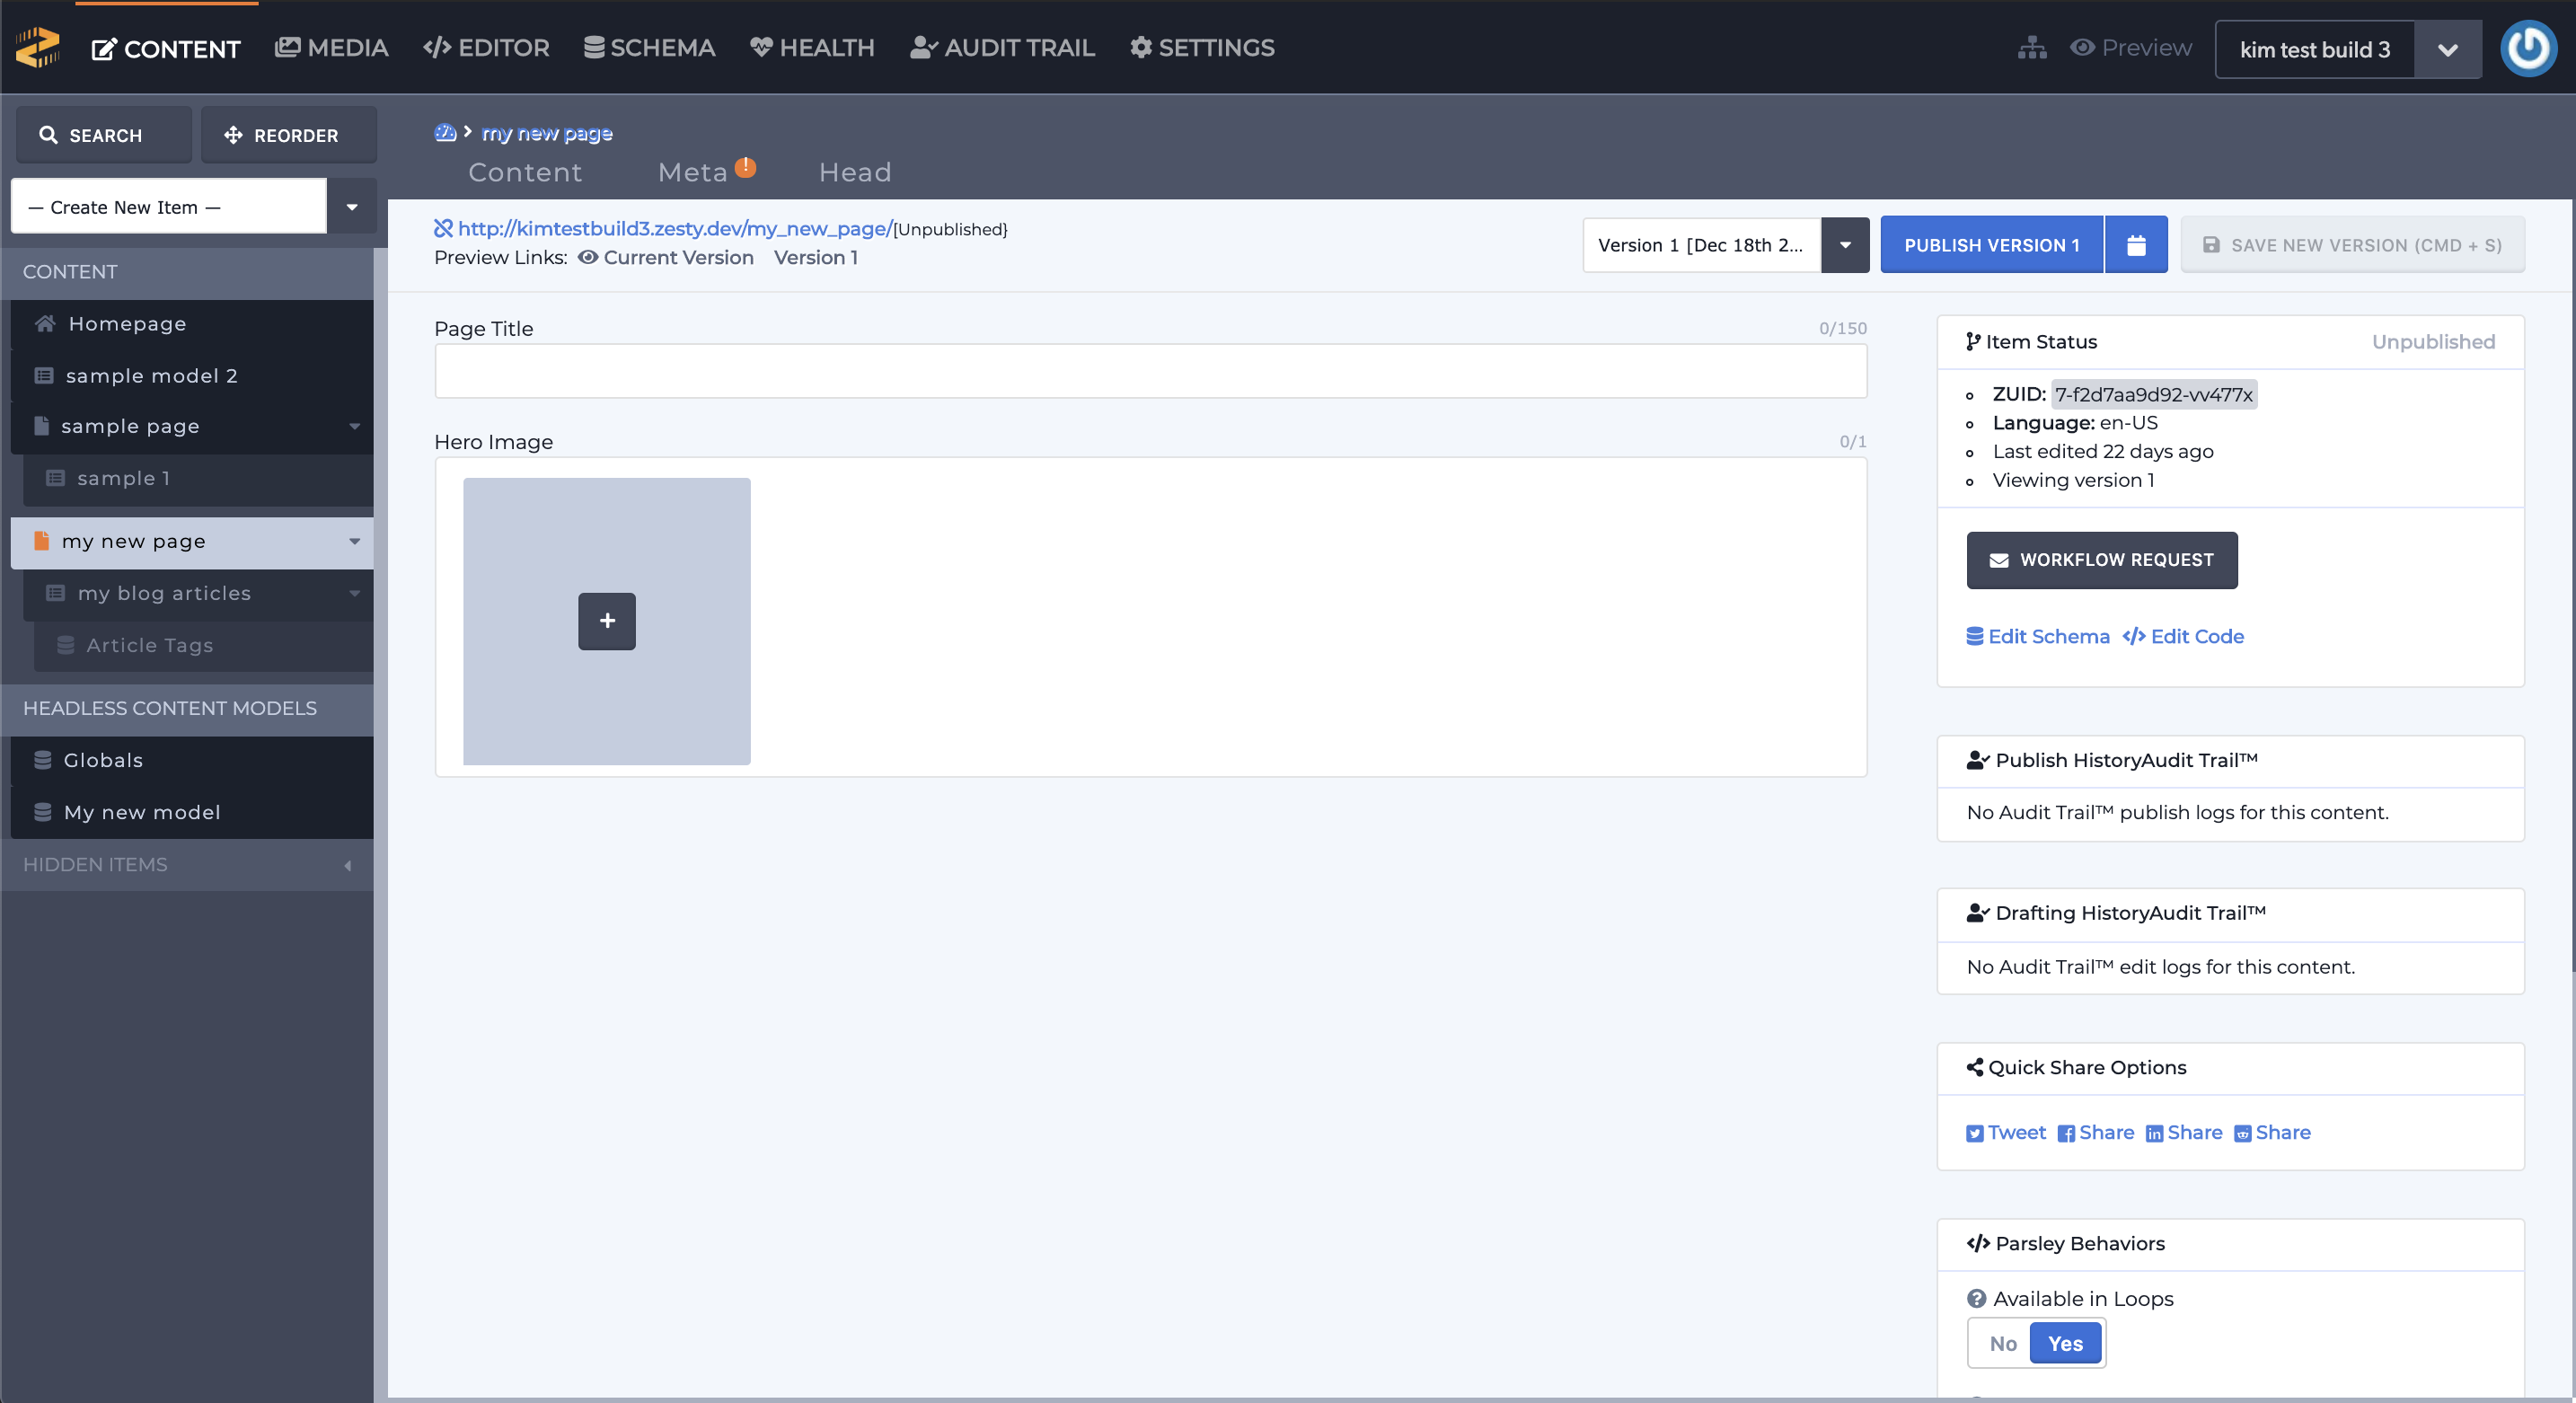 CONTENT MEDIA EDITOR SCHEMA HEALTH AUDIT TRAIL SETTINGS Preview kim test build 3
SEARCH REORDER
— Create New Item —
CONTENT
Homepage
sample model 2
sample page
sample 1
my new page
my blog articles
Article Tags
HEADLESS CONTENT MODELS
Globals
My new model
HIDDEN ITEMS
my new page
Content Meta ! Head
http://kimtestbuild3.zesty.dev/my_new_page/[Unpublished}
Preview Links: Current Version Version 1
Version 1 [Dec 18th 2... PUBLISH VERSION 1 SAVE NEW VERSION (CMD + S)
Page Title 0/150
Hero Image 0/1
+
Item Status Unpublished
ZUID: 7-f2d7aa9d92-vv477x
Language: en-US
Last edited 22 days ago
Viewing version 1
WORKFLOW REQUEST
Edit Schema Edit Code
Publish HistoryAudit Trail™
No Audit Trail™ publish logs for this content.
Drafting HistoryAudit Trail™
No Audit Trail™ edit logs for this content.
Quick Share Options
Tweet Share Share Share
Parsley Behaviors
Available in Loops
No Yes